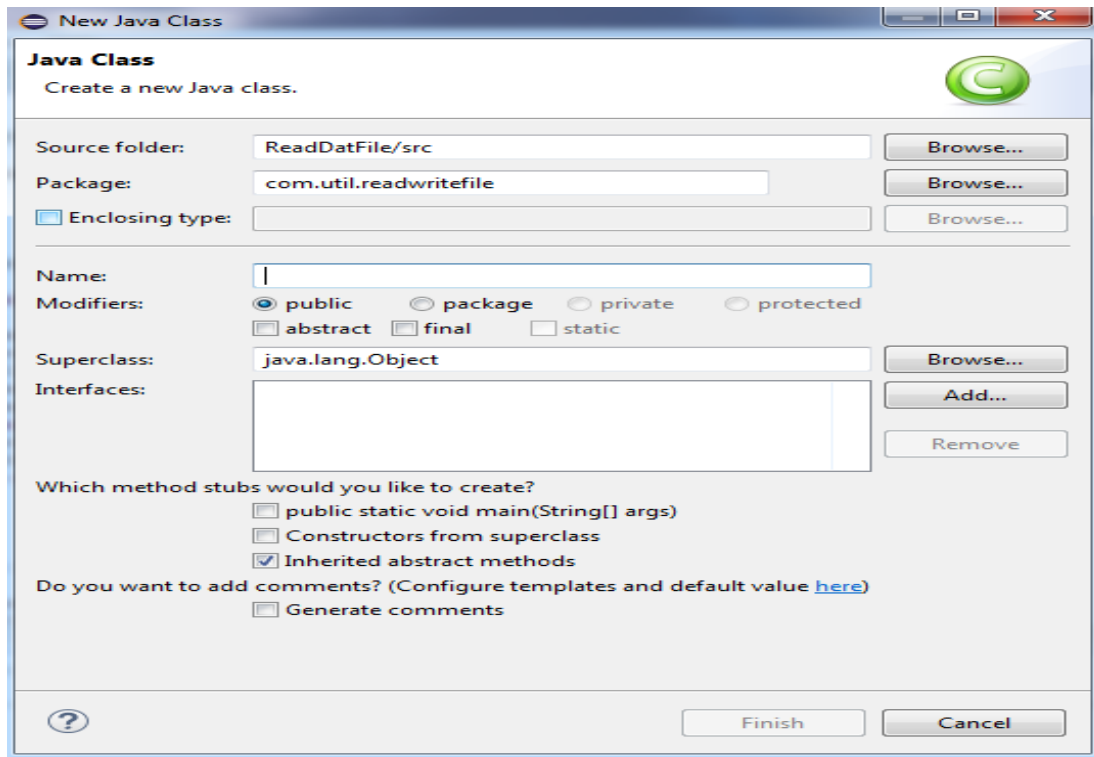 New Java Class
Java Class
Create a new Java class.
C
Source folder: ReadDatFile/src Browse...
Package: com.util.readwritefile Browse...
Enclosing type: Browse...
Name:
Modifiers: public package private protected
abstract final static
Superclass: java.lang.Object Browse...
Interfaces: Add...
Remove
Which method stubs would you like to create?
public static void main(String[] args)
Constructors from superclass
Inherited abstract methods
Do you want to add comments? (Configure templates and default value here)
Generate comments
? Finish Cancel